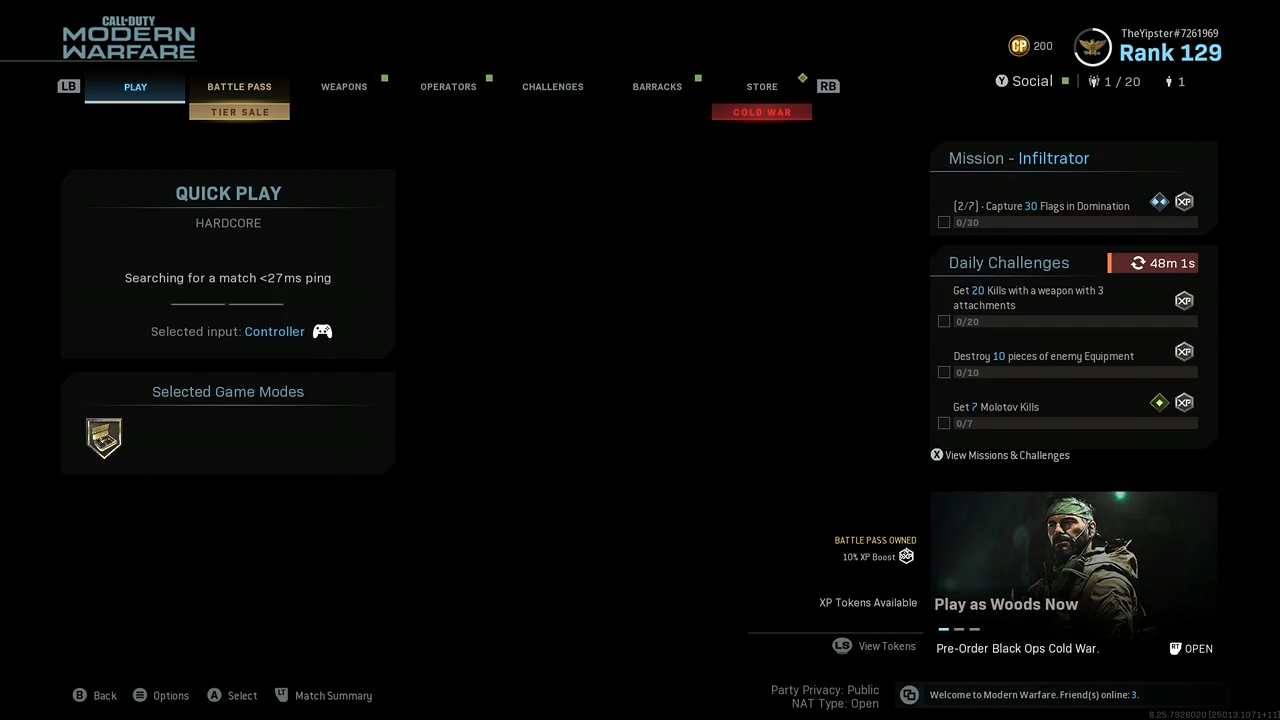 CALL OF DUTY
MODERN
WARFARE
CP 200
TheYipster#7261969
Rank 129
LB
PLAY
BATTLE PASS
WEAPONS
OPERATORS
CHALLENGES
BARRACKS
STORE
RB
Y Social
1 / 20
1
TIER SALE
COLD WAR
QUICK PLAY
HARDCORE
Searching for a match <27ms ping
Selected input: Controller
Selected Game Modes
Mission - Infiltrator
(2/7) - Capture 30 Flags in Domination
XP
0/30
Daily Challenges
48m 1s
Get 20 Kills with a weapon with 3
attachments
XP
0/20
Destroy 10 pieces of enemy Equipment
XP
0/10
Get 7 Molotov Kills
XP
0/7
X View Missions & Challenges
BATTLE PASS OWNED
10% XP Boost
XP Tokens Available
LS View Tokens
Play as Woods Now
Pre-Order Black Ops Cold War.
RT OPEN
B Back
Options
A Select
LT Match Summary
Party Privacy: Public
NAT Type: Open
Welcome to Modern Warfare. Friend(s) online: 3.